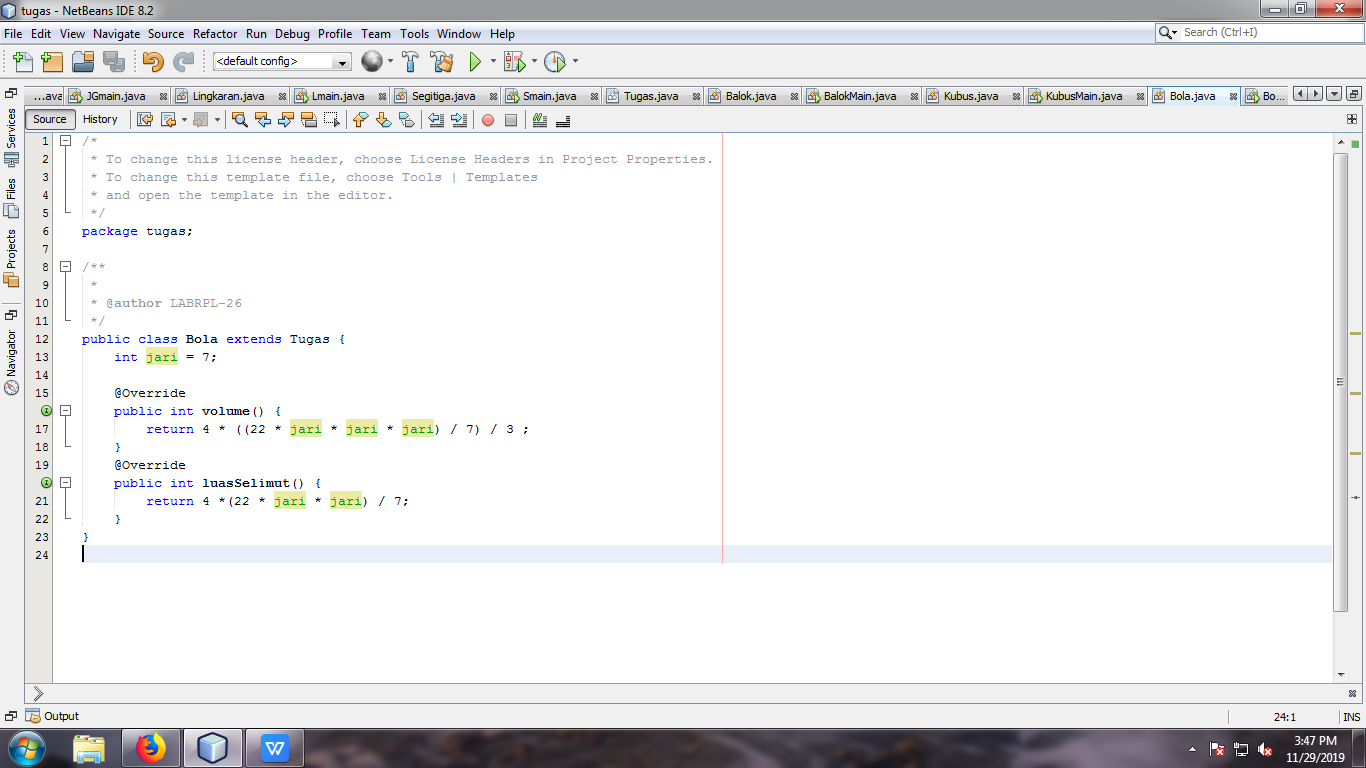 tugas - NetBeans IDE 8.2
File Edit View Navigate Source Refactor Run Debug Profile Team Tools Window Help
Search (Ctrl+I)
<default config>
...ava JGmain.java Lingkaran.java Lmain.java Segitiga.java Smain.java Tugas.java Balok.java BalokMain.java Kubus.java KubusMain.java Bola.java Bo...
Source History
Services
Files
Projects
Navigator
1 /*
2 * To change this license header, choose License Headers in Project Properties.
3 * To change this template file, choose Tools | Templates
4 * and open the template in the editor.
5 */
6 package tugas;
7
8 /**
9 *
10 * @author LABRPL-26
11 */
12 public class Bola extends Tugas {
13 int jari = 7;
14
15 @Override
public int volume() {
17 return 4 * ((22 * jari * jari * jari) / 7) / 3 ;
18 }
19 @Override
public int luasSelimut() {
21 return 4 *(22 * jari * jari) / 7;
22 }
23 }
24
Output
24:1 INS
3:47 PM
11/29/2019